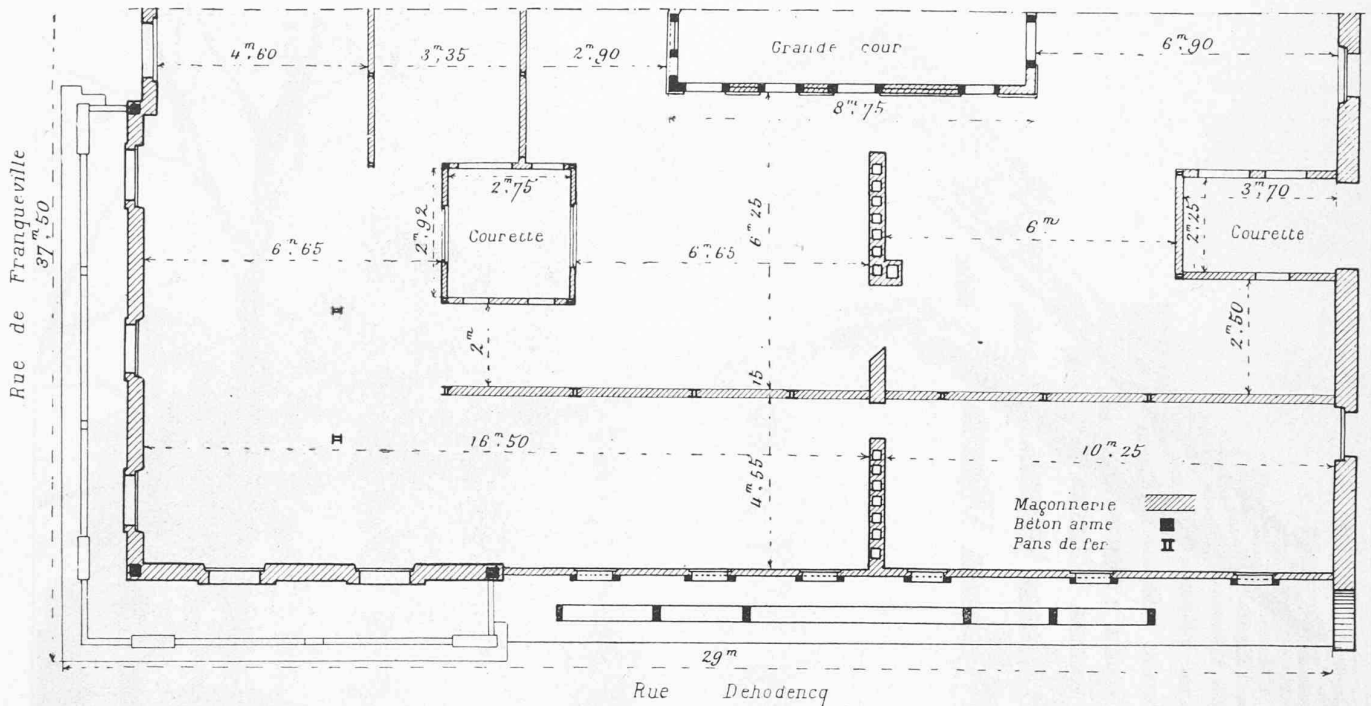 4m.60
3m.35
2m.90
Grande cour
6m.90
8m.75
Rue de Franqueville
37m.50
2m.75
2m.92
Courette
6m.65
6m.65
6m.25
6m
3m.70
2m.25
Courette
2m
2m.50
15
16m.50
4m.55
10m.25
Maçonnerie
Béton armé
Pans de fer
29m
Rue Dehodencq